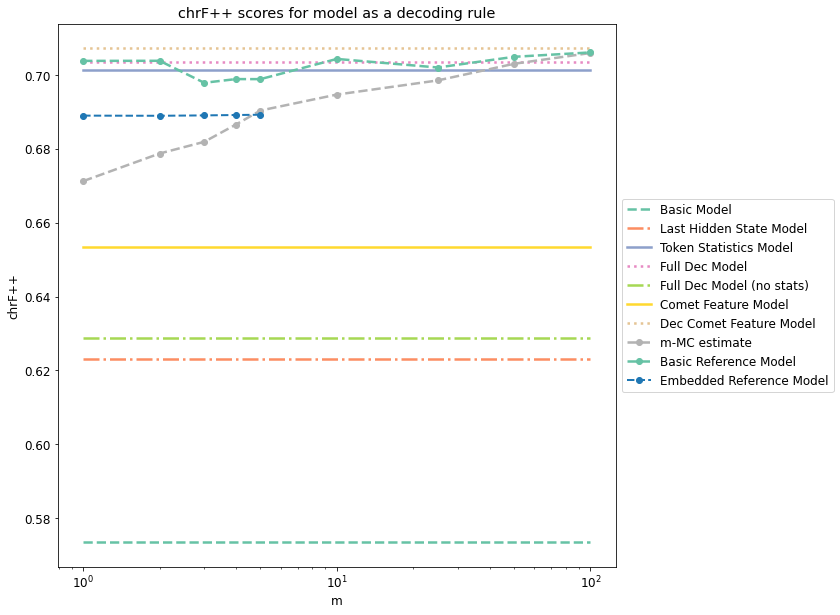 chrF++ scores for model as a decoding rule
0.70
0.68
0.66
0.64
0.62
0.60
0.58
chrF++
10^0
10^1
10^2
m
Basic Model
Last Hidden State Model
Token Statistics Model
Full Dec Model
Full Dec Model (no stats)
Comet Feature Model
Dec Comet Feature Model
m-MC estimate
Basic Reference Model
Embedded Reference Model